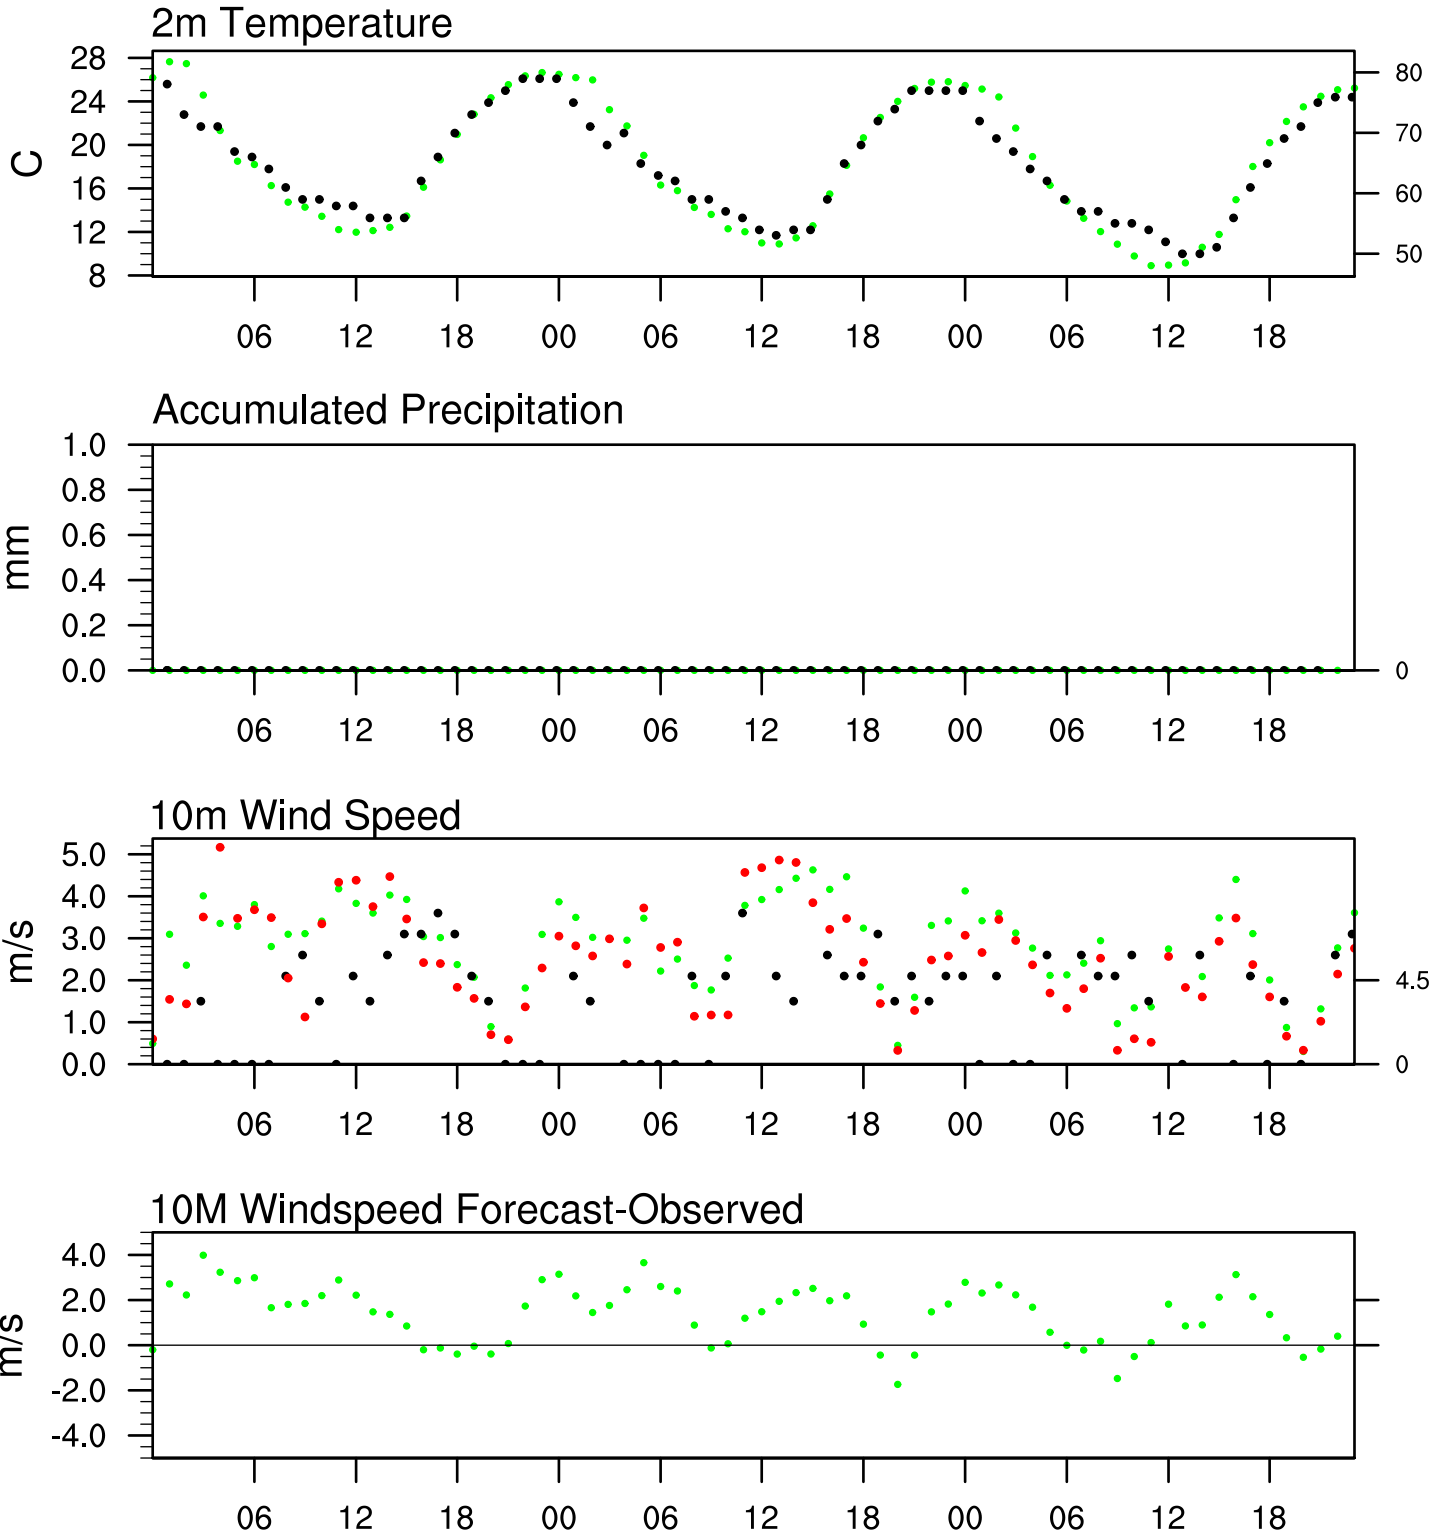 2m Temperature
28
24
20
16
12
8
C
80
70
60
50
06 12 18 00 06 12 18 00 06 12 18
Accumulated Precipitation
1.0
0.8
0.6
0.4
0.2
0.0
mm
0
06 12 18 00 06 12 18 00 06 12 18
10m Wind Speed
5.0
4.0
3.0
2.0
1.0
0.0
m/s
4.5
0
06 12 18 00 06 12 18 00 06 12 18
10M Windspeed Forecast-Observed
4.0
2.0
0.0
-2.0
-4.0
m/s
06 12 18 00 06 12 18 00 06 12 18